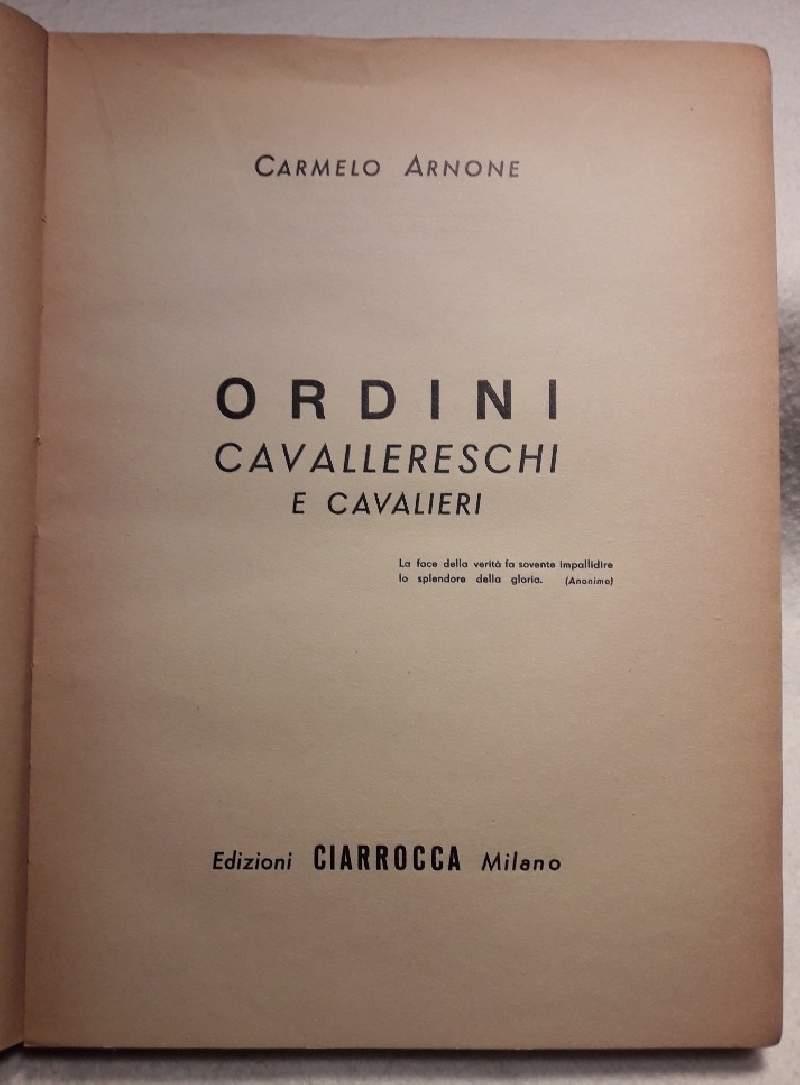 CARMELO ARNONE
ORDINI
CAVALLERESCHI
E CAVALIERI
La face della verità fa sovente impallidire
lo splendore della gloria. (Anonimo)
Edizioni CIARROCCA Milano